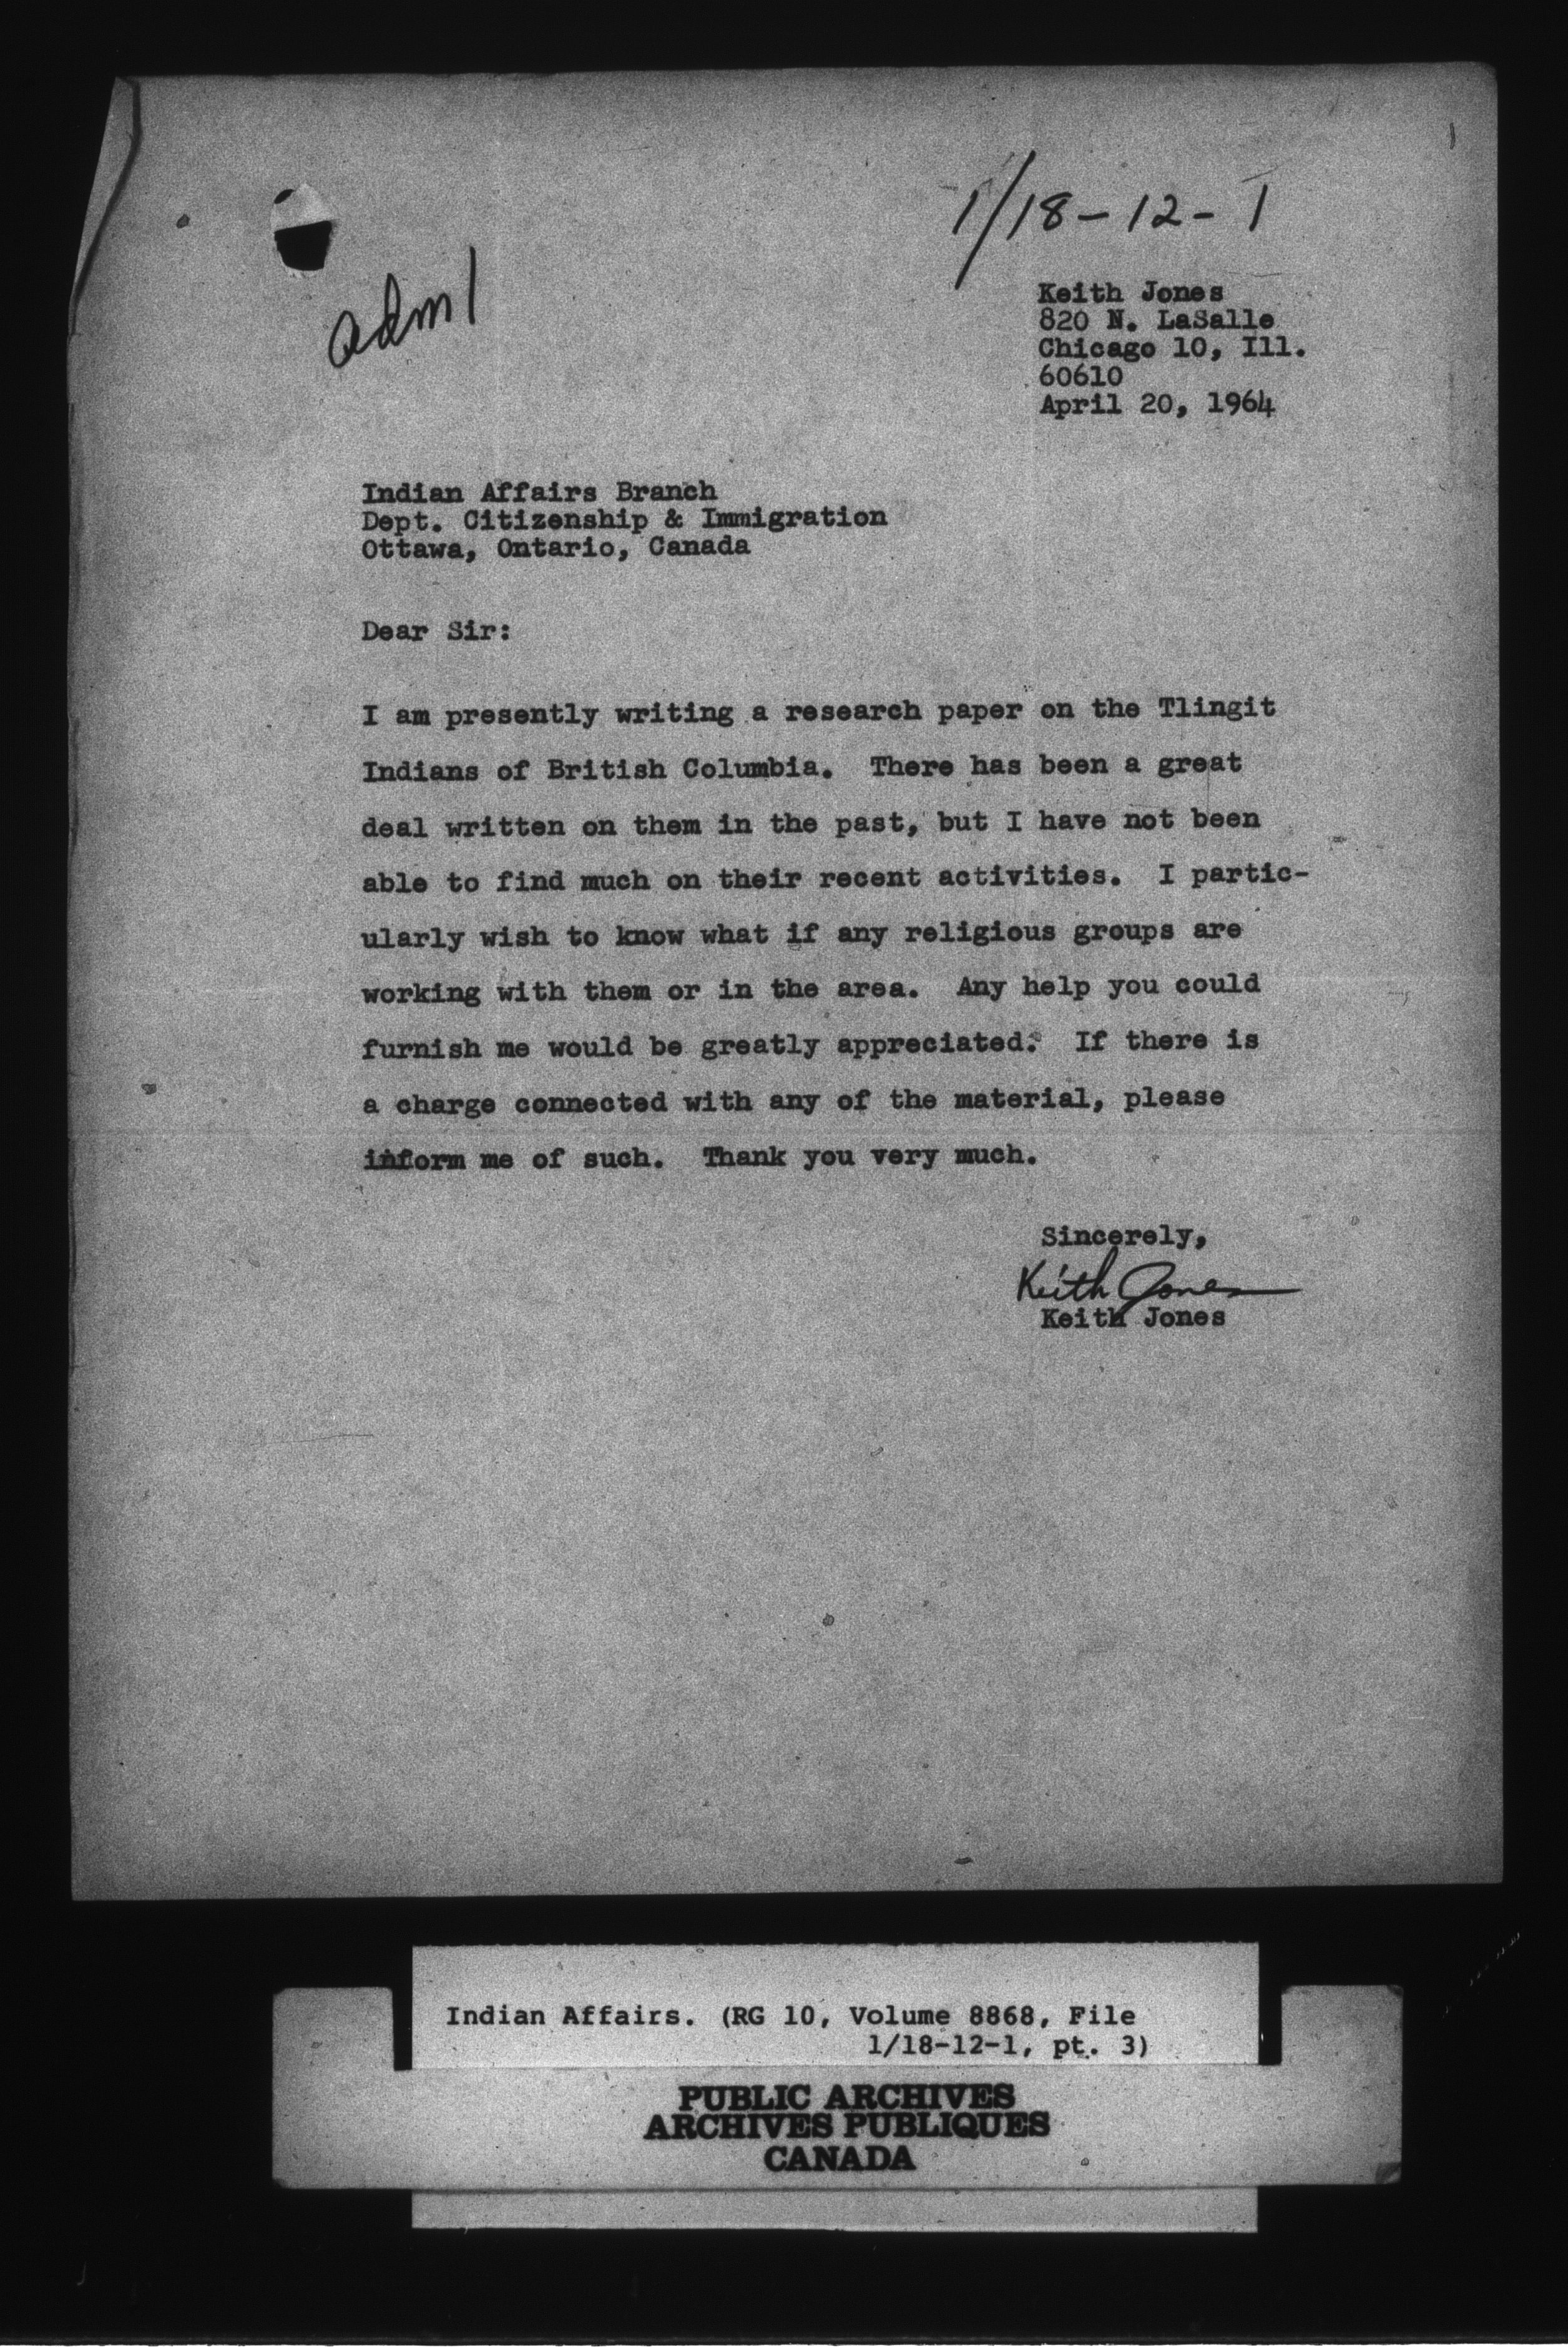 1/18-12-1
adm1
Keith Jones
820 N. LaSalle
Chicago 10, Ill.
60610
April 20, 1964
Indian Affairs Branch
Dept. Citizenship & Immigration
Ottawa, Ontario, Canada
Dear Sir:
I am presently writing a research paper on the Tlingit
Indians of British Columbia. There has been a great
deal written on them in the past, but I have not been
able to find much on their recent activities. I partic-
ularly wish to know what if any religious groups are
working with them or in the area. Any help you could
furnish me would be greatly appreciated. If there is
a charge connected with any of the material, please
inform me of such. Thank you very much.
Sincerely,
Keith Jones
Keith Jones
Indian Affairs. (RG 10, Volume 8868, File
1/18-12-1, pt. 3)
PUBLIC ARCHIVES
ARCHIVES PUBLIQUES
CANADA